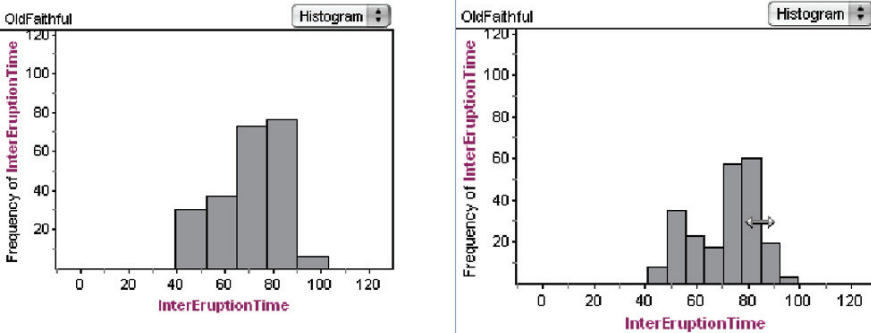 OldFaithful
Histogram
120
100
80
60
40
20
Frequency of InterEruptionTime
0 20 40 60 80 100 120
InterEruptionTime
OldFaithful
Histogram
120
100
80
60
40
20
Frequency of InterEruptionTime
0 20 40 60 80 100 120
InterEruptionTime